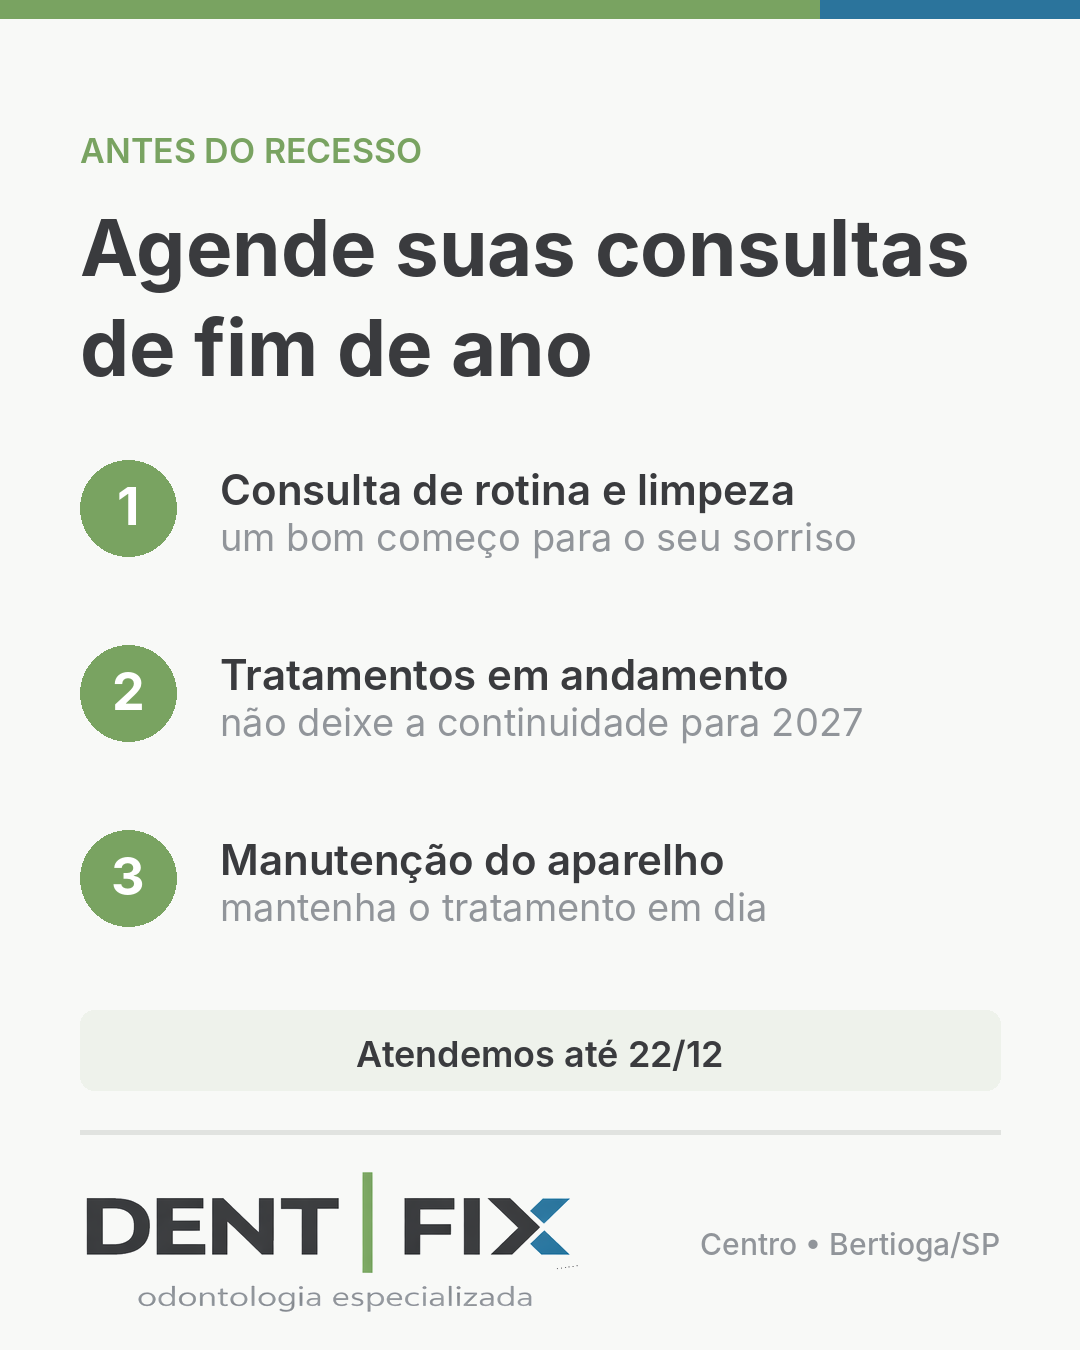 ANTES DO RECESSO
Agende suas consultas
de fim de ano
1
Consulta de rotina e limpeza
um bom começo para o seu sorriso
2
Tratamentos em andamento
não deixe a continuidade para 2027
3
Manutenção do aparelho
mantenha o tratamento em dia
Atendemos até 22/12
DENT | FIX
odontologia especializada
Centro • Bertioga/SP